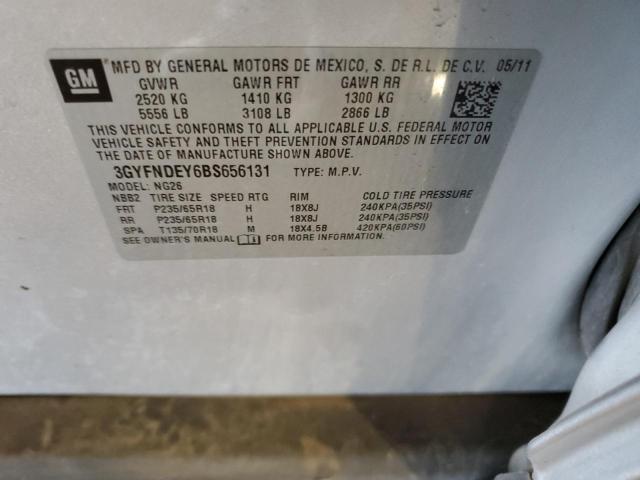 GM
MFD BY GENERAL MOTORS DE MEXICO, S. DE R.L. DE C.V. 05/11
GVWR GAWR FRT GAWR RR
2520 KG 1410 KG 1300 KG
5556 LB 3108 LB 2866 LB
THIS VEHICLE CONFORMS TO ALL APPLICABLE U.S. FEDERAL MOTOR
VEHICLE SAFETY AND THEFT PREVENTION STANDARDS IN EFFECT ON
THE DATE OF MANUFACTURE SHOWN ABOVE.
3GYFNDEY6BS656131 TYPE: M.P.V.
MODEL: NG26
NBB2 TIRE SIZE SPEED RTG RIM COLD TIRE PRESSURE
FRT P235/65R18 H 18X8J 240KPA(35PSI)
RR P235/65R18 H 18X8J 240KPA(35PSI)
SPA T135/70R18 M 18X4.5B 420KPA(60PSI)
SEE OWNER'S MANUAL FOR MORE INFORMATION.